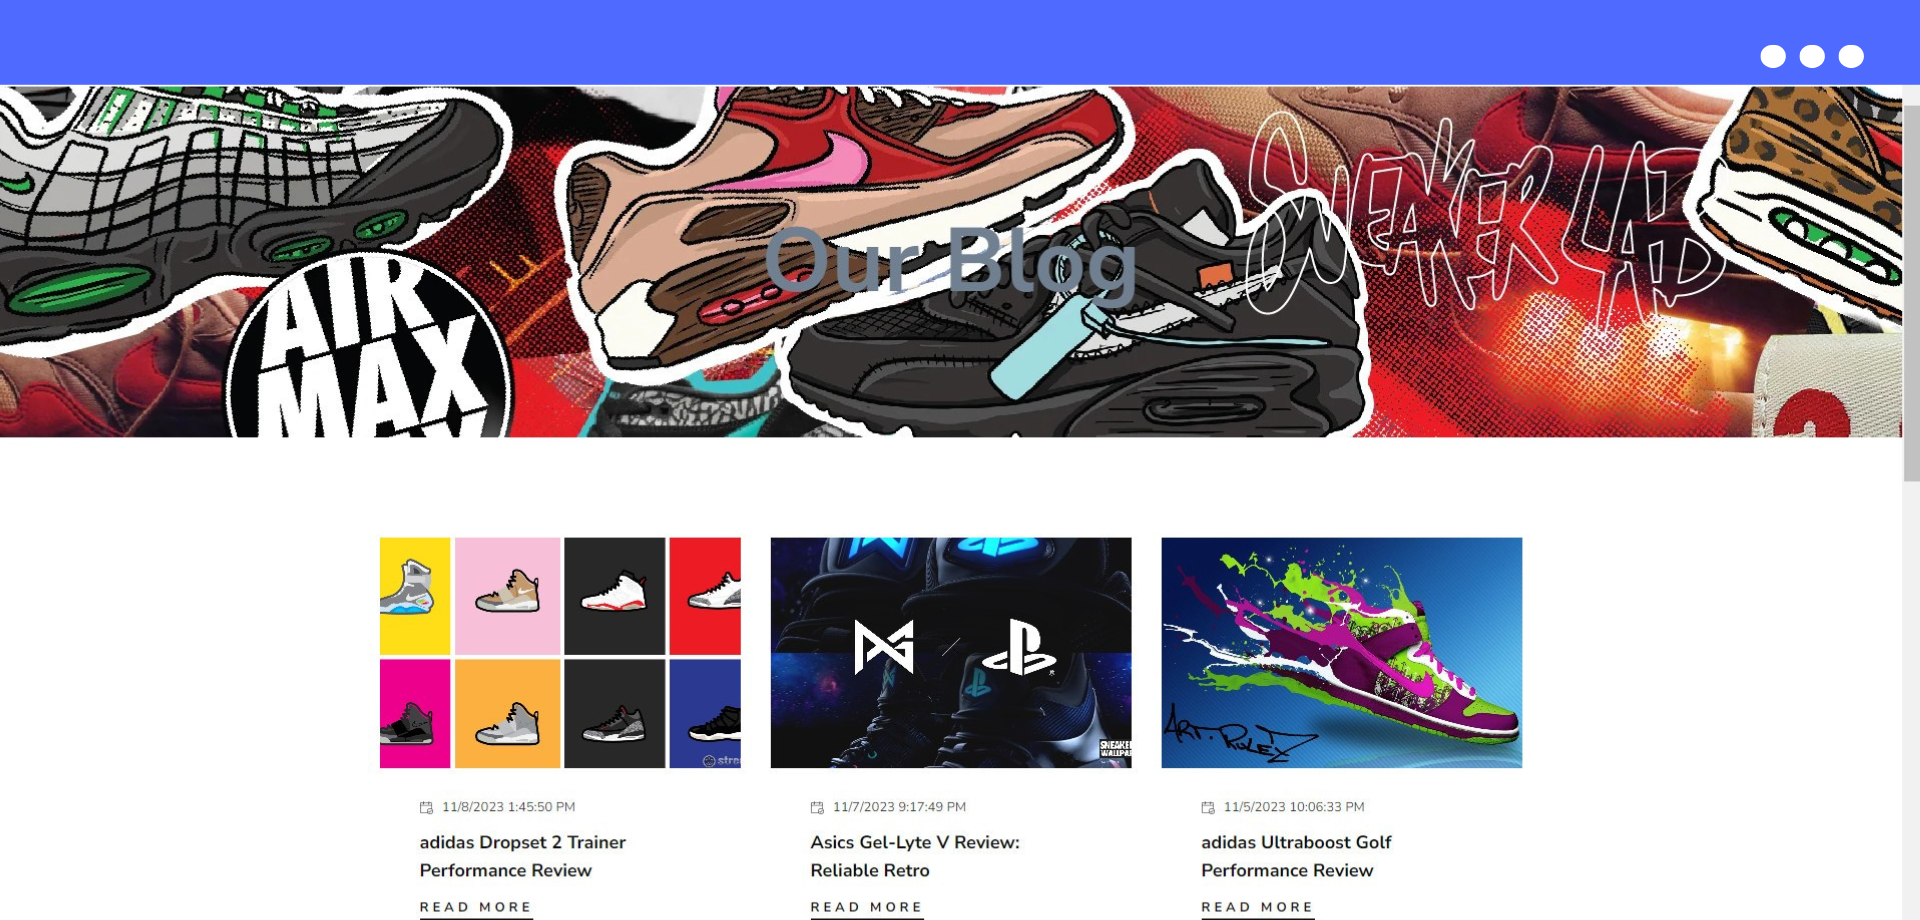 SNEAKER LAB
Our Blog
AIR
MAX
ART. RULEZ
11/8/2023 1:45:50 PM
11/7/2023 9:17:49 PM
11/5/2023 10:06:33 PM
adidas Dropset 2 Trainer
Performance Review
Asics Gel-Lyte V Review:
Reliable Retro
adidas Ultraboost Golf
Performance Review
READ MORE
READ MORE
READ MORE